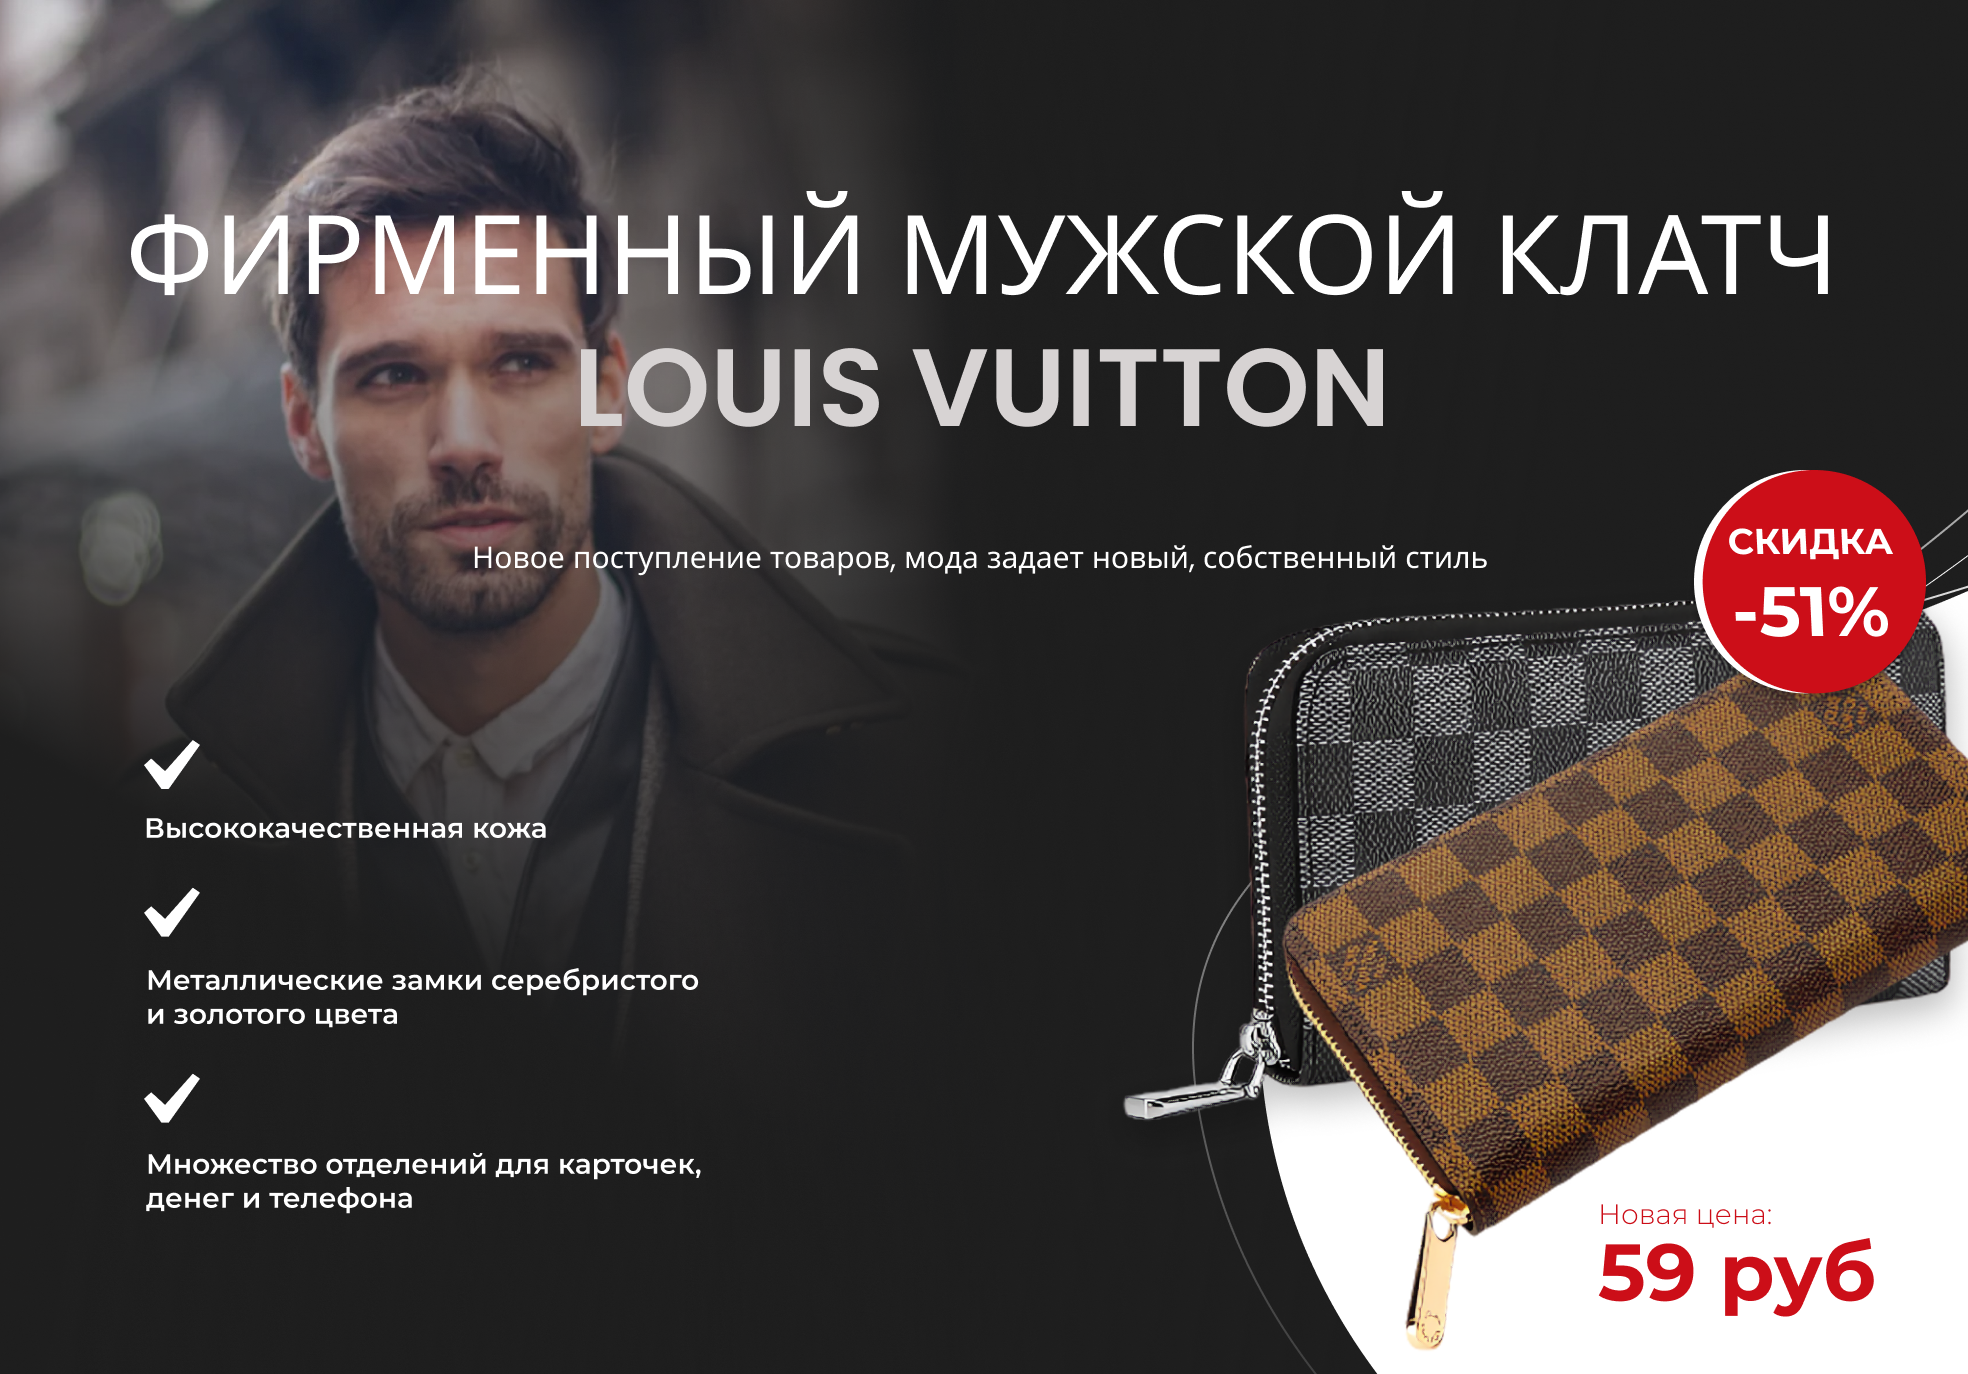 ФИРМЕННЫЙ МУЖСКОЙ КЛАТЧ
LOUIS VUITTON
Новое поступление товаров, мода задает новый, собственный стиль
СКИДКА
-51%
Высококачественная кожа
Металлические замки серебристого
и золотого цвета
Множество отделений для карточек,
денег и телефона
Новая цена:
59 руб